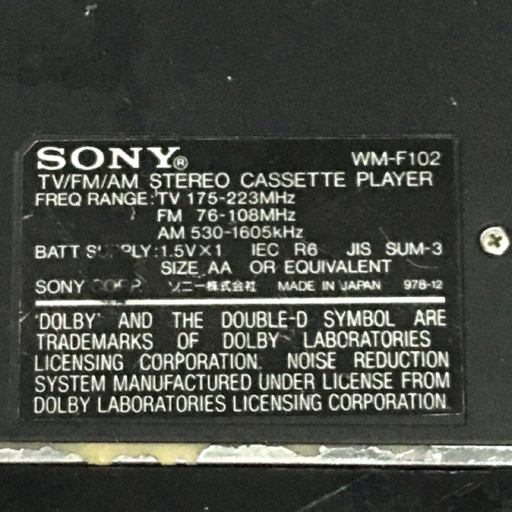 SONY®
WM-F102
TV/FM/AM STEREO CASSETTE PLAYER
FREQ RANGE: TV 175-223MHz
FM 76-108MHz
AM 530-1605kHz
BATT SUPPLY: 1.5V×1 IEC R6 JIS SUM-3
SIZE AA OR EQUIVALENT
SONY CORP. ソニー株式会社 MADE IN JAPAN 978-12
'DOLBY' AND THE DOUBLE-D SYMBOL ARE
TRADEMARKS OF DOLBY LABORATORIES
LICENSING CORPORATION. NOISE REDUCTION
SYSTEM MANUFACTURED UNDER LICENSE FROM
DOLBY LABORATORIES LICENSING CORPORATION